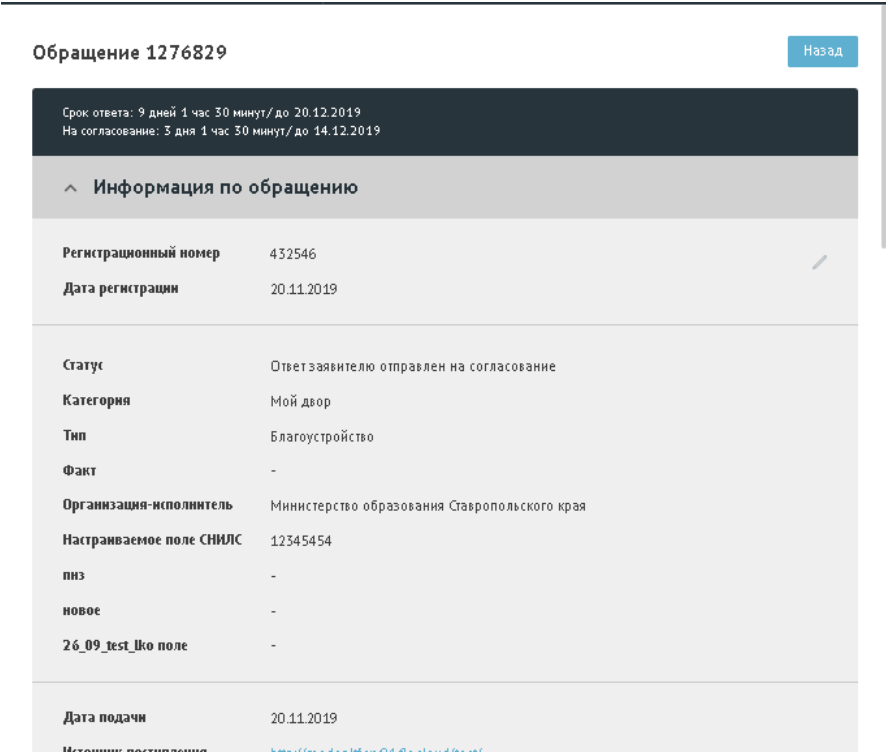 Обращение 1276829
Назад
Срок ответа: 9 дней 1 час 30 минут/ до 20.12.2019
На согласование: 3 дня 1 час 30 минут/ до 14.12.2019
Информация по обращению
Регистрационный номер 432546
Дата регистрации 20.11.2019
Статус Ответ заявителю отправлен на согласование
Категория Мой двор
Тип Благоустройство
Факт -
Организация-исполнитель Министерство образования Ставропольского края
Настраиваемое поле СНИЛС 12345454
пнз -
новое -
26_09_test_lko поле -
Дата подачи 20.11.2019
Источник поступления